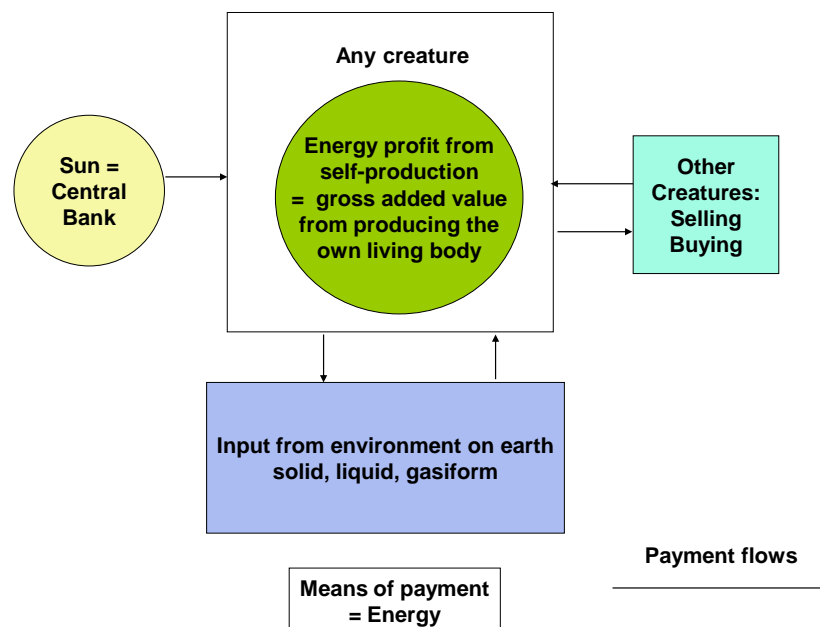 Any creature
Sun =
Central
Bank
Energy profit from
self-production
= gross added value
from producing the
own living body
Other
Creatures:
Selling
Buying
Input from environment on earth
solid, liquid, gasiform
Payment flows
Means of payment
= Energy